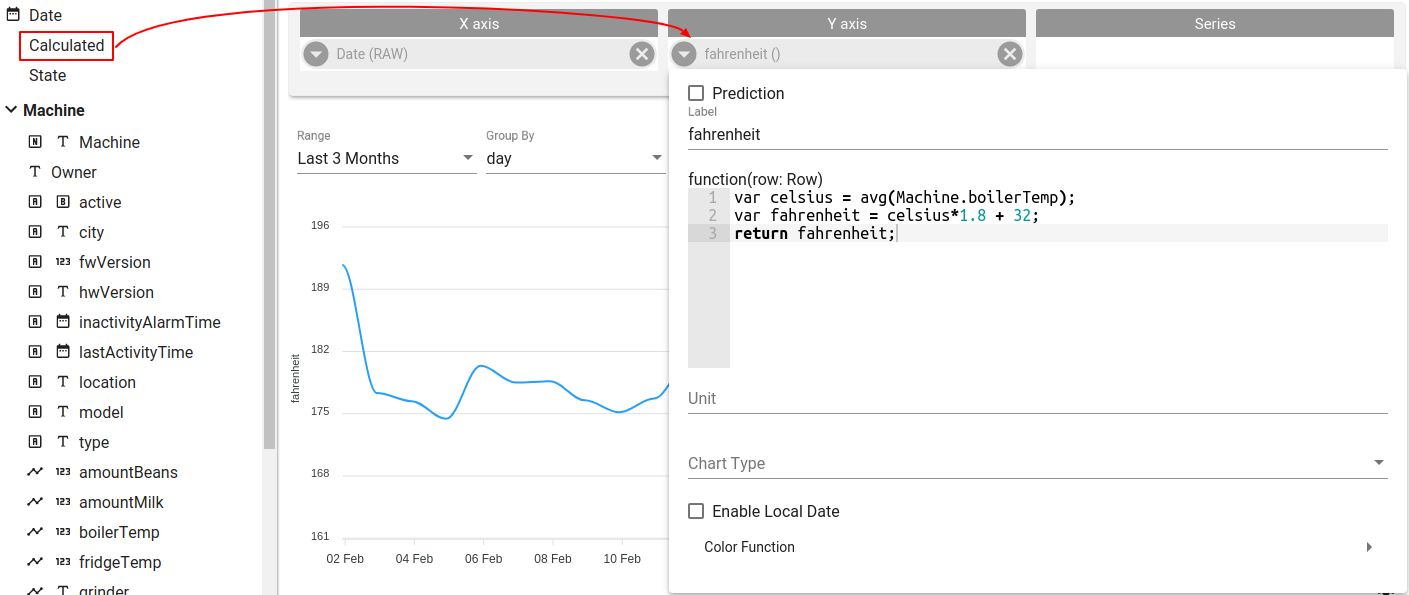 Date
Calculated
State
Machine
N T Machine
T Owner
A B active
A T city
A 123 fwVersion
A T hwVersion
A inactivityAlarmTime
A lastActivityTime
A T location
A T model
A T type
123 amountBeans
123 amountMilk
123 boilerTemp
123 fridgeTemp
T grinder
X axis
Date (RAW)
Y axis
fahrenheit ()
Series
Range
Last 3 Months
Group By
day
fahrenheit
196
189
182
175
168
161
02 Feb
04 Feb
06 Feb
08 Feb
10 Feb
Prediction
Label
fahrenheit
function(row: Row)
1 var celsius = avg(Machine.boilerTemp);
2 var fahrenheit = celsius*1.8 + 32;
3 return fahrenheit;
Unit
Chart Type
Enable Local Date
Color Function